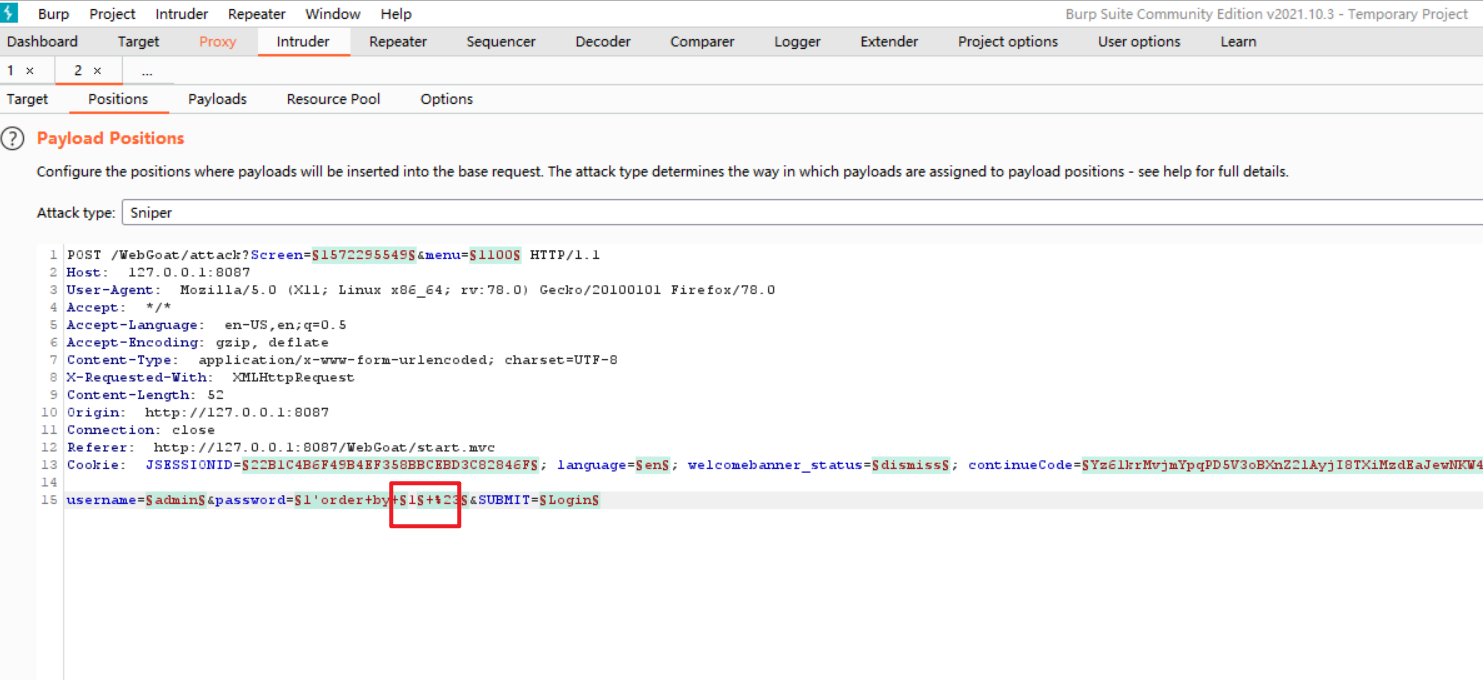 Burp Project Intruder Repeater Window Help Burp Suite Community Edition v2021.10.3 - Temporary Project
Dashboard Target Proxy Intruder Repeater Sequencer Decoder Comparer Logger Extender Project options User options Learn
1 × 2 × ...
Target Positions Payloads Resource Pool Options
? Payload Positions
Configure the positions where payloads will be inserted into the base request. The attack type determines the way in which payloads are assigned to payload positions - see help for full details.
Attack type: Sniper
1 POST /WebGoat/attack?Screen=§1572295549§&menu=§1100§ HTTP/1.1
2 Host: 127.0.0.1:8087
3 User-Agent: Mozilla/5.0 (X11; Linux x86_64; rv:78.0) Gecko/20100101 Firefox/78.0
4 Accept: */*
5 Accept-Language: en-US,en;q=0.5
6 Accept-Encoding: gzip, deflate
7 Content-Type: application/x-www-form-urlencoded; charset=UTF-8
8 X-Requested-With: XMLHttpRequest
9 Content-Length: 52
10 Origin: http://127.0.0.1:8087
11 Connection: close
12 Referer: http://127.0.0.1:8087/WebGoat/start.mvc
13 Cookie: JSESSIONID=§22B1C4B6F49B4EF358BBCEBD3C82846F§; language=§en§; welcomebanner_status=§dismiss§; continueCode=§Yz61krMvjmYpqPD5V3oBXnZ2lAyjI8TXiMzdEaJewNKW4
14
15 username=§admin§&password=§1'order+by+§1§+%23§&SUBMIT=§Login§